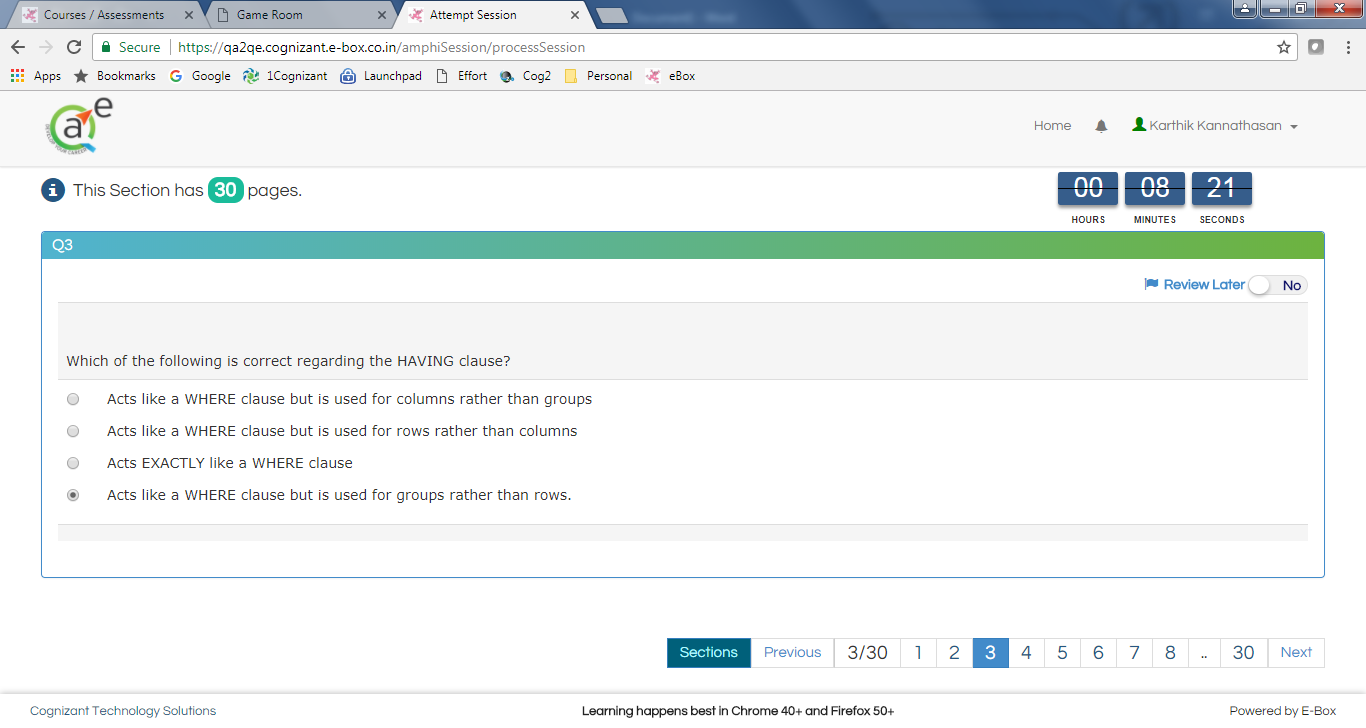 Courses / Assessments
Game Room
Attempt Session
Secure https://qa2qe.cognizant.e-box.co.in/amphiSession/processSession
Apps Bookmarks Google 1Cognizant Launchpad Effort Cog2 Personal eBox
a e
Home Karthik Kannathasan
This Section has 30 pages.
00 08 21
HOURS MINUTES SECONDS
Q3
Review Later No
Which of the following is correct regarding the HAVING clause?
Acts like a WHERE clause but is used for columns rather than groups
Acts like a WHERE clause but is used for rows rather than columns
Acts EXACTLY like a WHERE clause
Acts like a WHERE clause but is used for groups rather than rows.
Sections Previous 3/30 1 2 3 4 5 6 7 8 .. 30 Next
Cognizant Technology Solutions Learning happens best in Chrome 40+ and Firefox 50+ Powered by E-Box